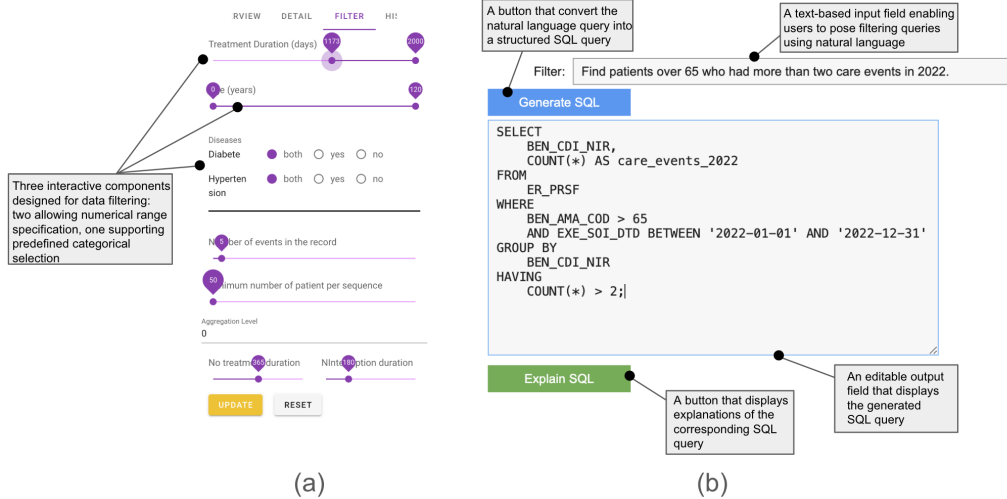 RVIEW DETAIL FILTER HIS
Treatment Duration (days) 1173 2000
0 e (years) 120
Diseases
Diabete both yes no
Hyperten both yes no
sion
Three interactive components
designed for data filtering:
two allowing numerical range
specification, one supporting
predefined categorical
selection
N 5 ber of events in the record
50 nimum number of patient per sequence
Aggregation Level
0
No treatme 365 duration NInte 180 ption duration
UPDATE RESET
(a)
A button that convert the
natural language query into
a structured SQL query
A text-based input field enabling
users to pose filtering queries
using natural language
Filter: Find patients over 65 who had more than two care events in 2022.
Generate SQL
SELECT
BEN_CDI_NIR,
COUNT(*) AS care_events_2022
FROM
ER_PRSF
WHERE
BEN_AMA_COD > 65
AND EXE_SOI_DTD BETWEEN '2022-01-01' AND '2022-12-31'
GROUP BY
BEN_CDI_NIR
HAVING
COUNT(*) > 2;
Explain SQL
A button that displays
explanations of the
corresponding SQL
query
An editable output
field that displays
the generated
SQL query
(b)